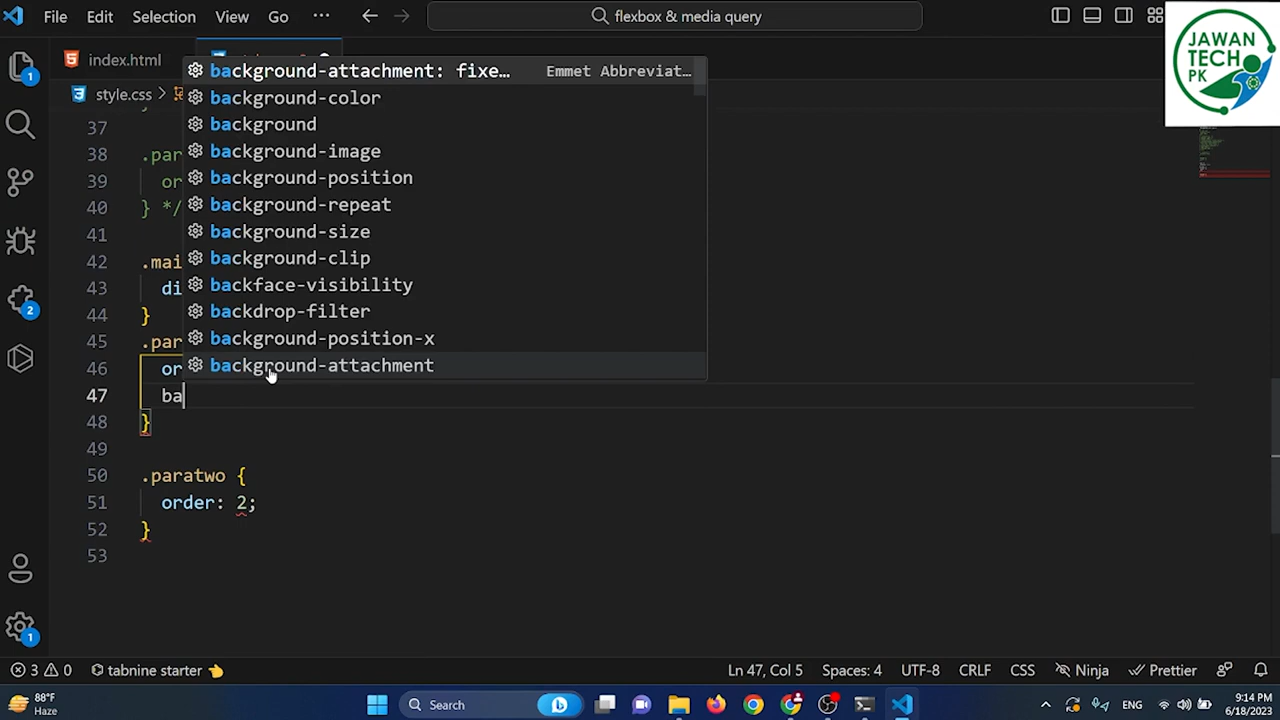 File Edit Selection View Go ··· flexbox & media query
JAWAN
TECH
PK
index.html
style.css >
background-attachment: fixe… Emmet Abbreviat…
background-color
background
background-image
background-position
background-repeat
background-size
background-clip
backface-visibility
backdrop-filter
background-position-x
background-attachment
37
38 .par
39 or
40 } */
41
42 .mai
43 di
44 }
45 .par
46 or
47 ba
48 }
49
50 .paratwo {
51 order: 2;
52 }
53
1
2
1
3 0 tabnine starter Ln 47, Col 5 Spaces: 4 UTF-8 CRLF CSS Ninja Prettier
88°F
Haze
Search
ENG
9:14 PM
6/18/2023